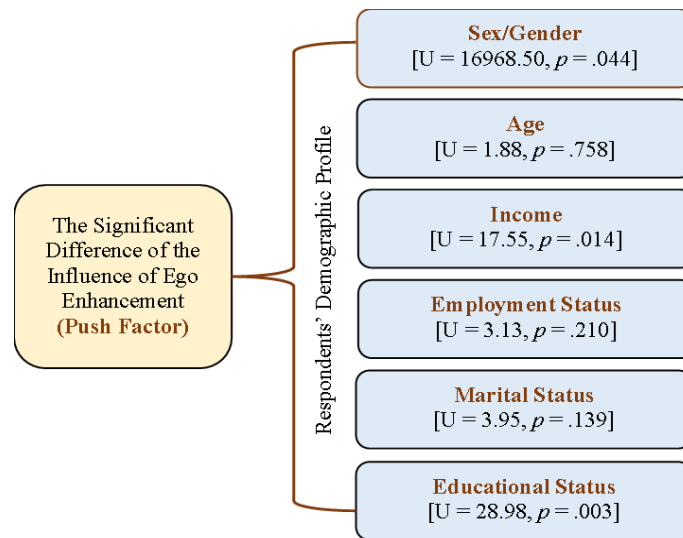 The Significant
Difference of the
Influence of Ego
Enhancement
(Push Factor)
Respondents' Demographic Profile
Sex/Gender
[U = 16968.50, p = .044]
Age
[U = 1.88, p = .758]
Income
[U = 17.55, p = .014]
Employment Status
[U = 3.13, p = .210]
Marital Status
[U = 3.95, p = .139]
Educational Status
[U = 28.98, p = .003]